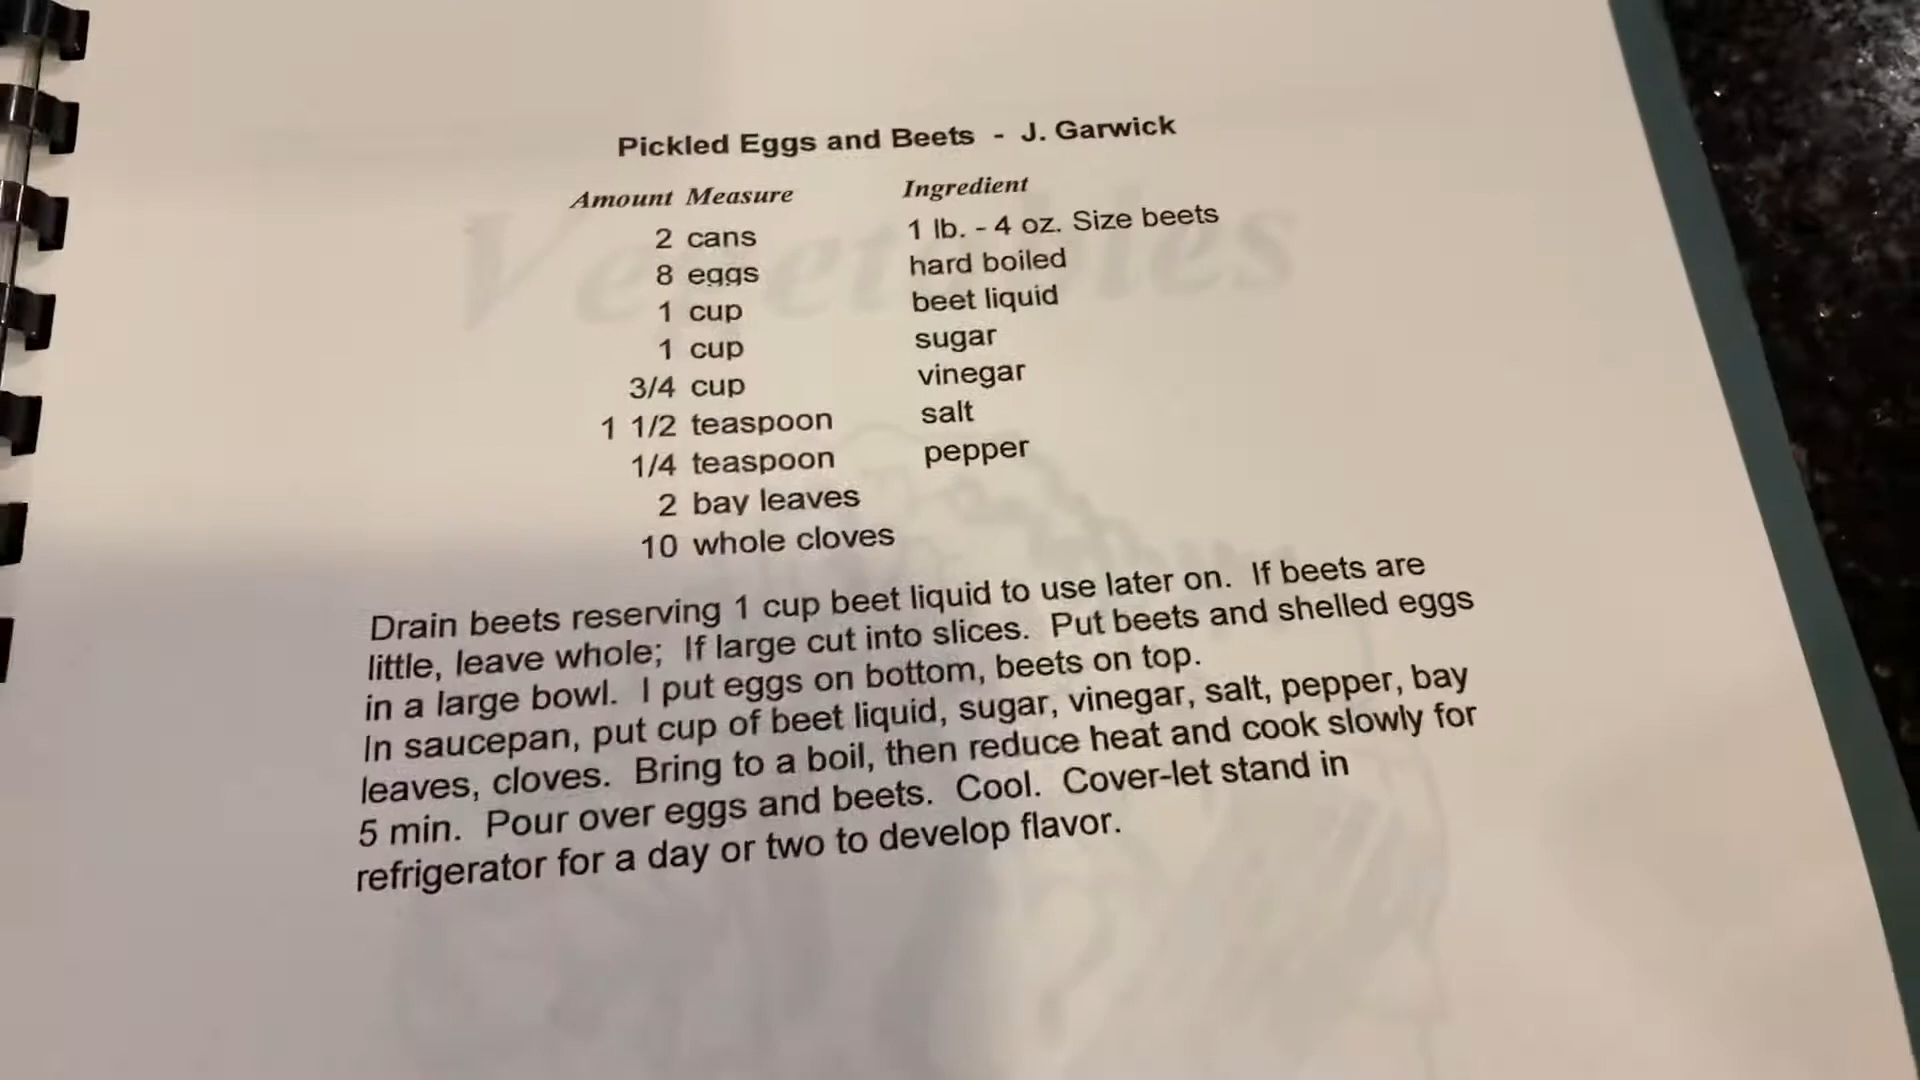 Pickled Eggs and Beets - J. Garwick
Amount Measure Ingredient
2 cans 1 lb. - 4 oz. Size beets
8 eggs hard boiled
1 cup beet liquid
1 cup sugar
3/4 cup vinegar
1 1/2 teaspoon salt
1/4 teaspoon pepper
2 bay leaves
10 whole cloves
Drain beets reserving 1 cup beet liquid to use later on. If beets are
little, leave whole; If large cut into slices. Put beets and shelled eggs
in a large bowl. I put eggs on bottom, beets on top.
In saucepan, put cup of beet liquid, sugar, vinegar, salt, pepper, bay
leaves, cloves. Bring to a boil, then reduce heat and cook slowly for
5 min. Pour over eggs and beets. Cool. Cover-let stand in
refrigerator for a day or two to develop flavor.
Vegetables